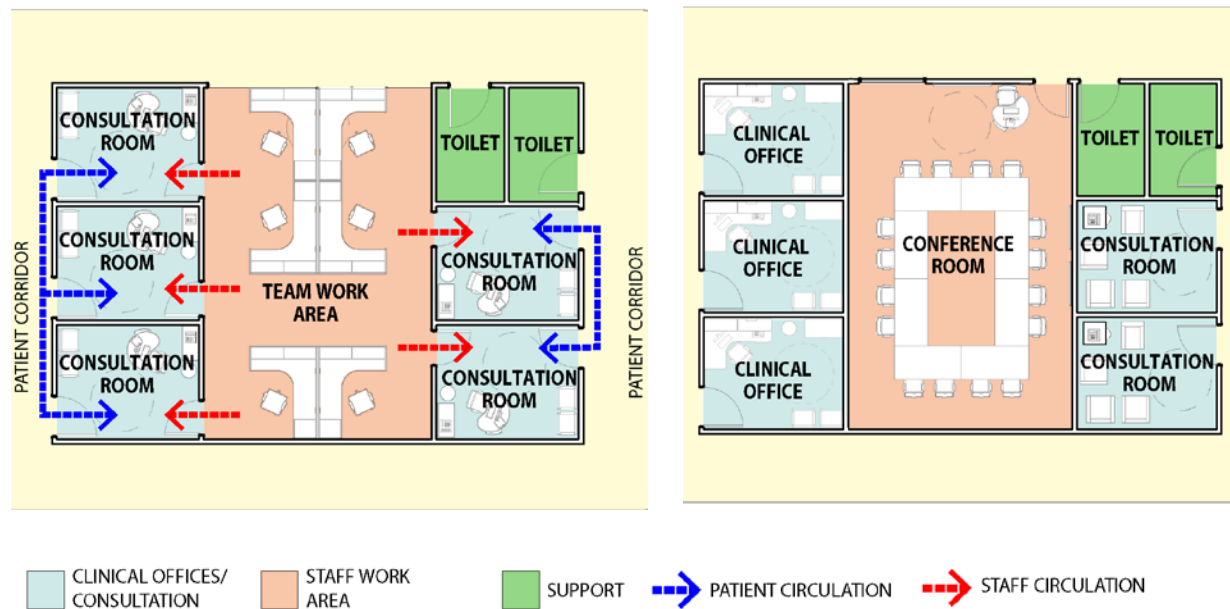 CONSULTATION
ROOM
TOILET
TOILET
CONSULTATION
ROOM
CONSULTATION
ROOM
TEAM WORK
AREA
CONSULTATION
ROOM
CONSULTATION
ROOM
PATIENT CORRIDOR
PATIENT CORRIDOR
CLINICAL
OFFICE
TOILET
TOILET
CLINICAL
OFFICE
CONFERENCE
ROOM
CONSULTATION
ROOM
CLINICAL
OFFICE
CONSULTATION
ROOM
CLINICAL OFFICES/
CONSULTATION
STAFF WORK
AREA
SUPPORT
PATIENT CIRCULATION
STAFF CIRCULATION